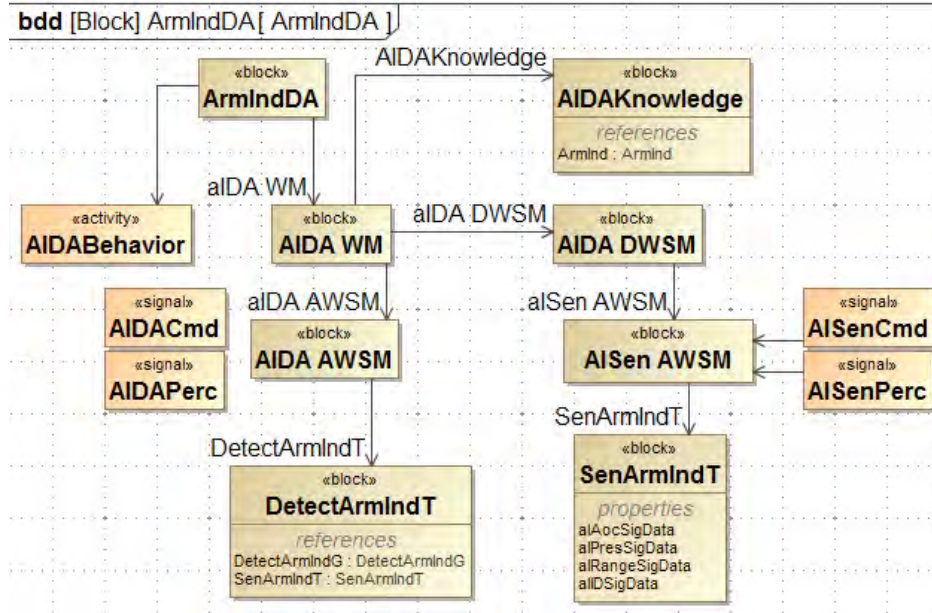 bdd [Block] ArmIndDA [ ArmIndDA ]
«block»
ArmIndDA
AIDAKnowledge
«block»
AIDAKnowledge
references
ArmInd : ArmInd
aIDA WM
«activity»
AIDABehavior
«block»
AIDA WM
aIDA DWSM
«block»
AIDA DWSM
«signal»
AIDACmd
«signal»
AIDAPerc
aIDA AWSM
«block»
AIDA AWSM
aISen AWSM
«block»
AISen AWSM
«signal»
AISenCmd
«signal»
AISenPerc
DetectArmIndT
«block»
DetectArmIndT
references
DetectArmIndG : DetectArmIndG
SenArmIndT : SenArmIndT
SenArmIndT
«block»
SenArmIndT
properties
aIAocSigData
aIPresSigData
aIRangeSigData
aIIDSigData